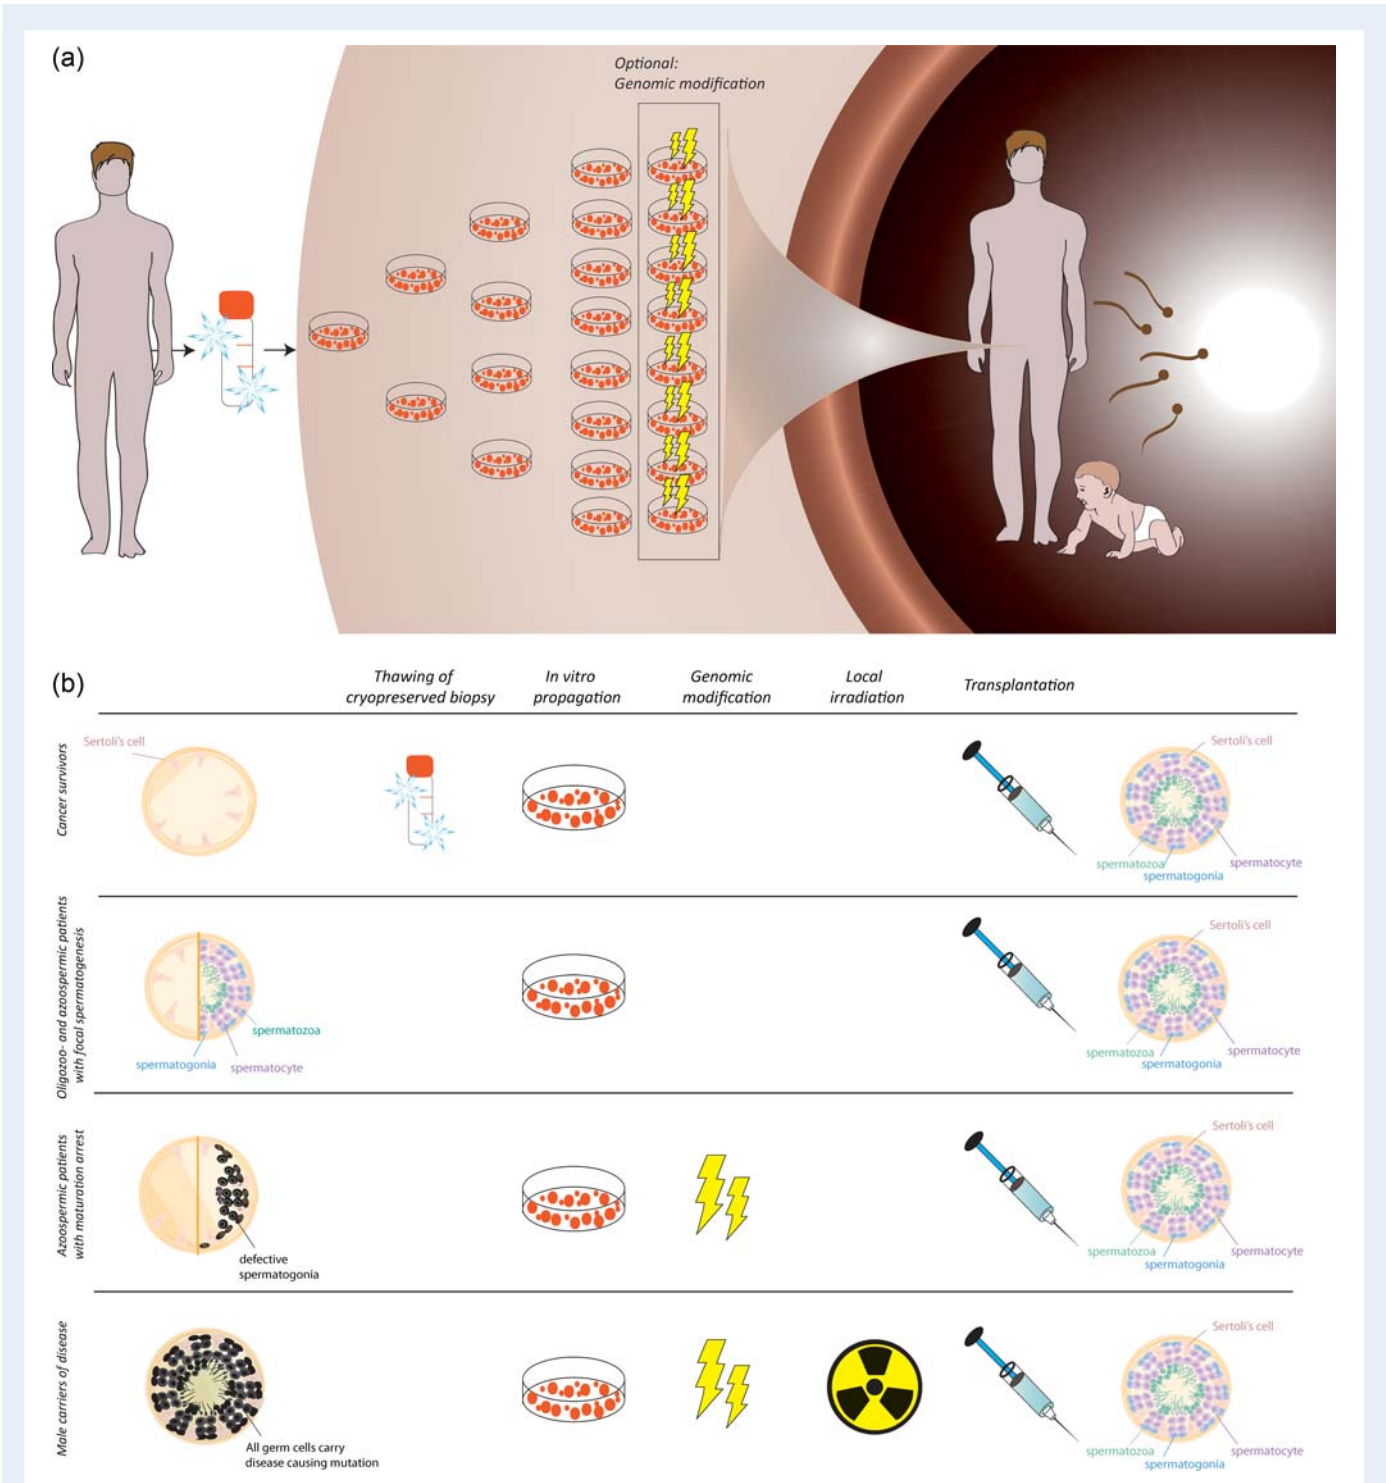 (a)
Optional:
Genomic modification
(b)
Thawing of
cryopreserved biopsy
In vitro
propagation
Genomic
modification
Local
irradiation
Transplantation
Cancer survivors
Sertoli's cell
Sertoli's cell
spermatozoa
spermatocyte
spermatogonia
Oligozoo- and azoospermic patients
with focal spermatogenesis
spermatozoa
spermatogonia
spermatocyte
Sertoli's cell
spermatozoa
spermatocyte
spermatogonia
Azoospermic patients
with maturation arrest
defective
spermatogonia
Sertoli's cell
spermatozoa
spermatocyte
spermatogonia
Male carriers of disease
All germ cells carry
disease causing mutation
Sertoli's cell
spermatozoa
spermatocyte
spermatogonia